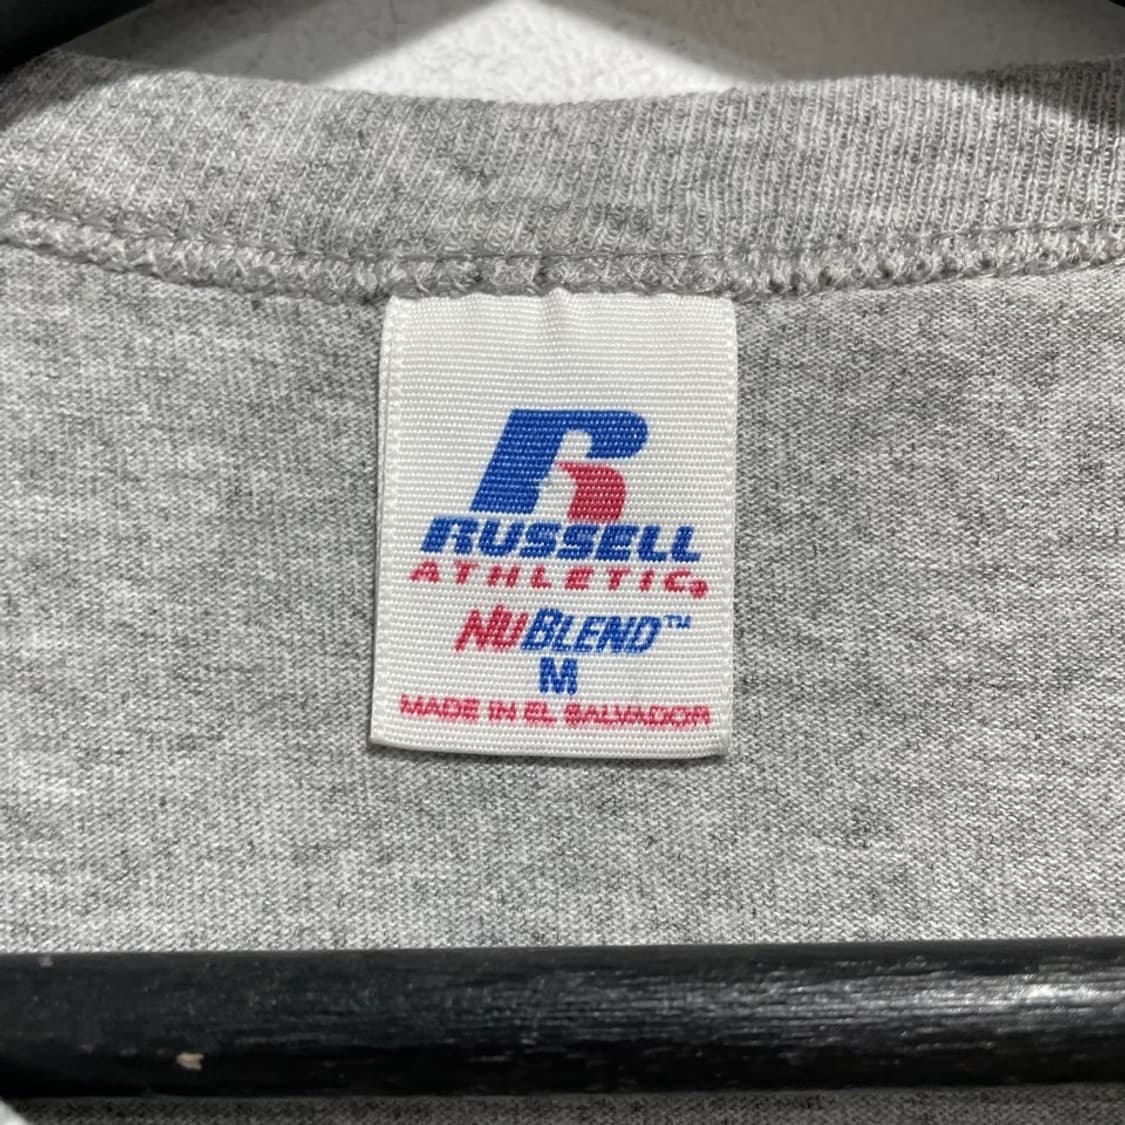 R
RUSSELL
ATHLETIC®
NUBLEND™
M
MADE IN EL SALVADOR